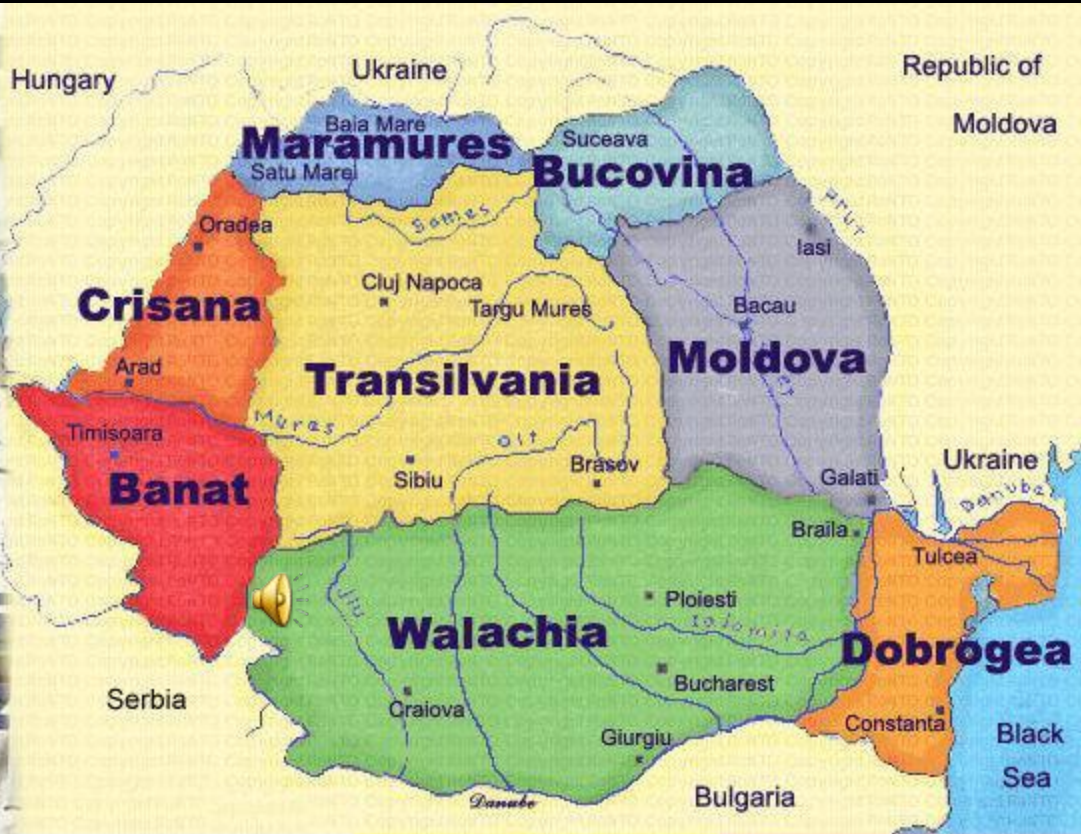 Hungary
Ukraine
Republic of
Moldova
Baia Mare
Maramures
Satu Marei
Suceava
Bucovina
Prut
Oradea
Somes
Iasi
Cluj Napoca
Targu Mures
Crisana
Bacau
Arad
Transilvania
Moldova
Mures
Timisoara
Olt
Banat
Sibiu
Brasov
Galati
Ukraine
Danube
Braila
Tulcea
Jiu
Ploiesti
Ialomita
Walachia
Dobrogea
Bucharest
Serbia
Craiova
Constanta
Black
Sea
Giurgiu
Danube
Bulgaria